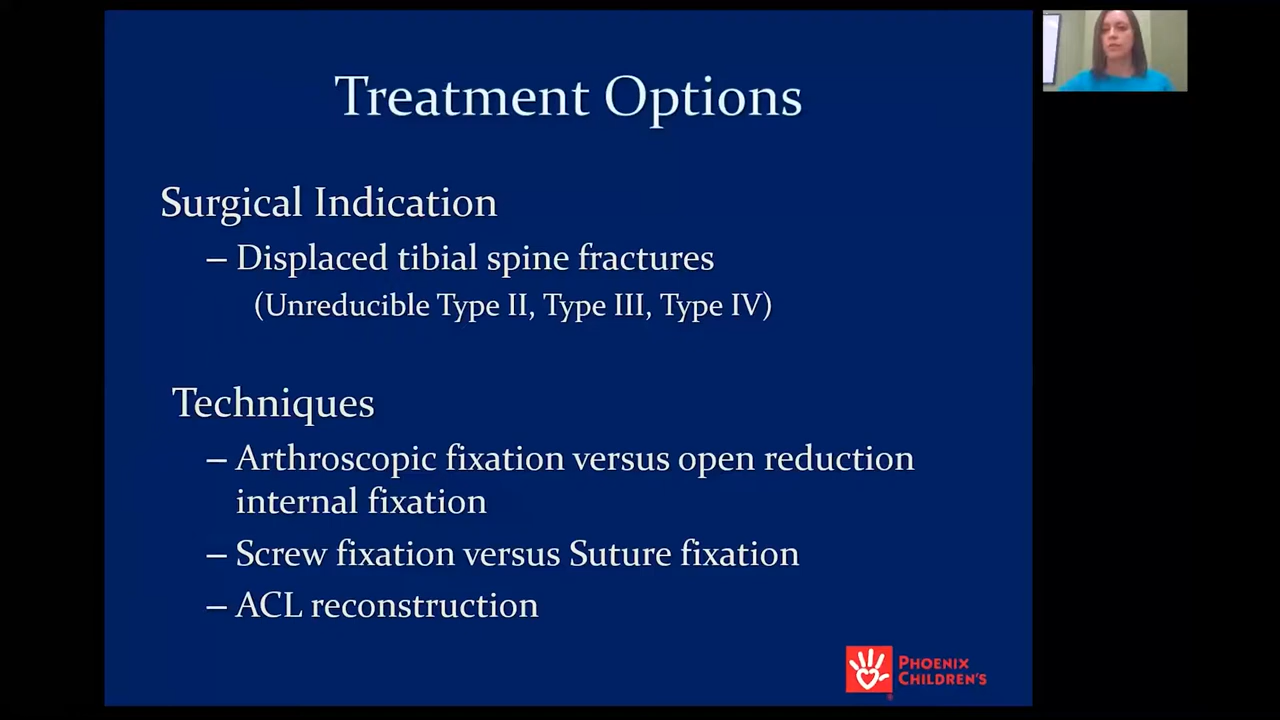 Treatment Options
Surgical Indication
– Displaced tibial spine fractures
(Unreducible Type II, Type III, Type IV)
Techniques
– Arthroscopic fixation versus open reduction
internal fixation
– Screw fixation versus Suture fixation
– ACL reconstruction
PHOENIX
CHILDREN'S